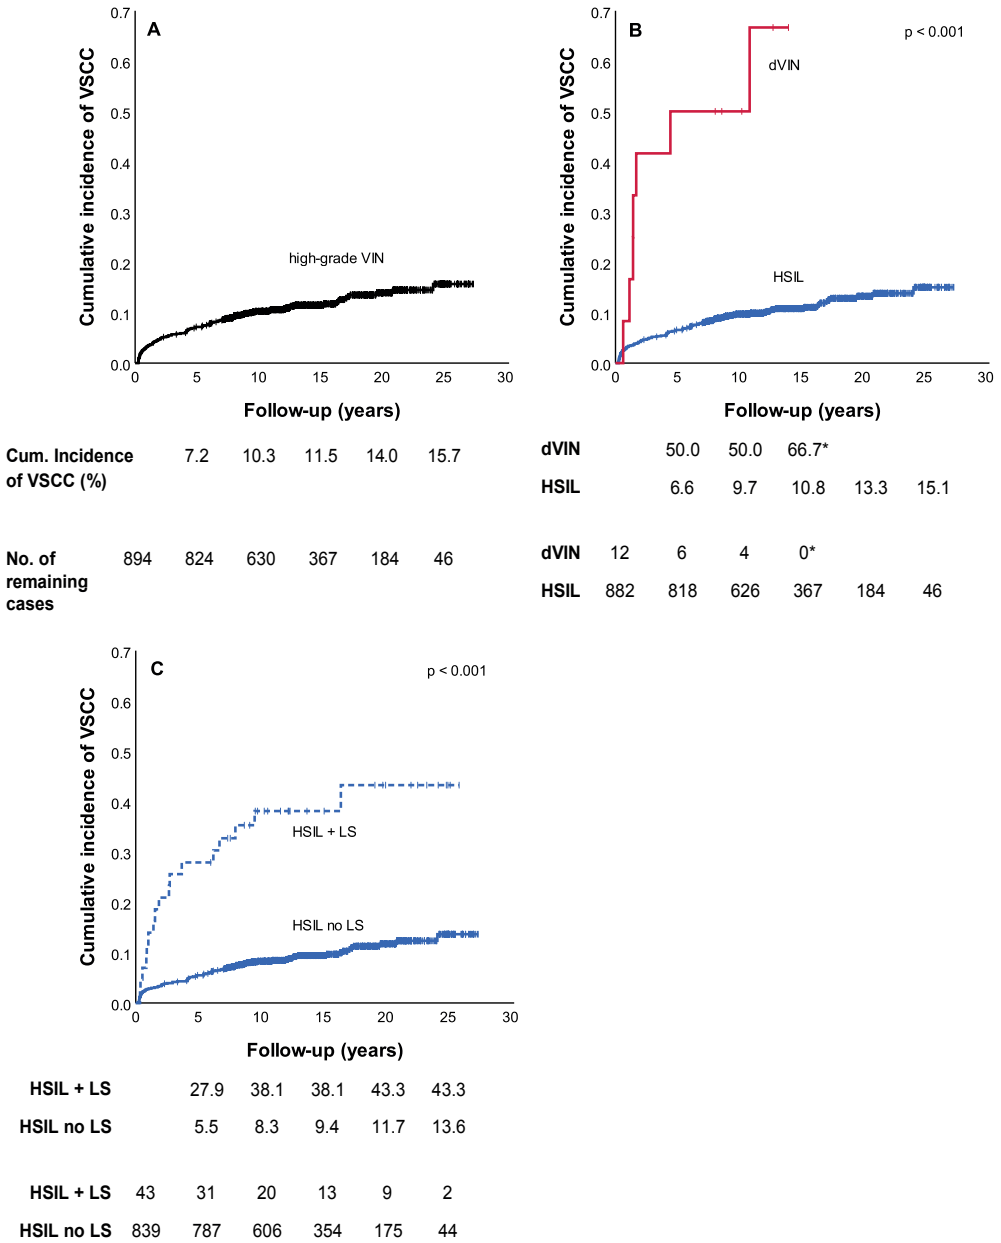 A
Cumulative incidence of VSCC
0.7
0.6
0.5
0.4
0.3
0.2
0.1
0.0
high-grade VIN
0 5 10 15 20 25 30
Follow-up (years)
Cum. Incidence 7.2 10.3 11.5 14.0 15.7
of VSCC (%)
No. of 894 824 630 367 184 46
remaining
cases
B
p < 0.001
Cumulative incidence of VSCC
0.7
0.6
0.5
0.4
0.3
0.2
0.1
0.0
dVIN
HSIL
0 5 10 15 20 25 30
Follow-up (years)
dVIN 50.0 50.0 66.7*
HSIL 6.6 9.7 10.8 13.3 15.1
dVIN 12 6 4 0*
HSIL 882 818 626 367 184 46
C
p < 0.001
Cumulative incidence of VSCC
0.7
0.6
0.5
0.4
0.3
0.2
0.1
0.0
HSIL + LS
HSIL no LS
0 5 10 15 20 25 30
Follow-up (years)
HSIL + LS 27.9 38.1 38.1 43.3 43.3
HSIL no LS 5.5 8.3 9.4 11.7 13.6
HSIL + LS 43 31 20 13 9 2
HSIL no LS 839 787 606 354 175 44